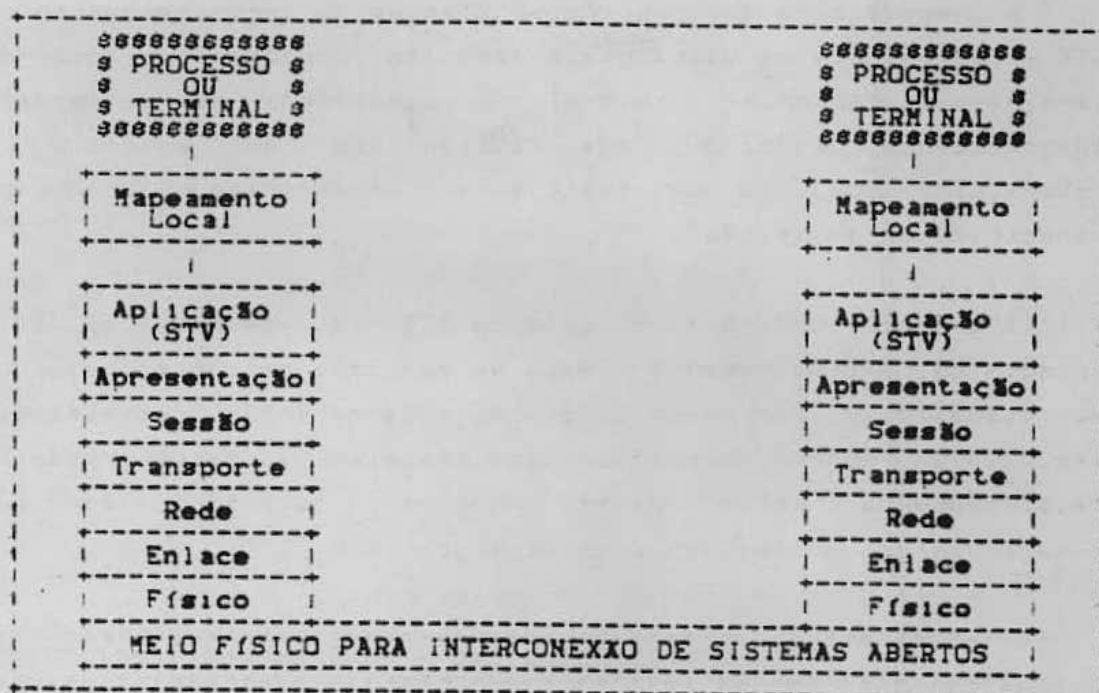 PROCESSO
OU
TERMINAL
Mapeamento
Local
Aplicação
(STV)
Apresentação
Sessão
Transporte
Rede
Enlace
Físico
PROCESSO
OU
TERMINAL
Mapeamento
Local
Aplicação
(STV)
Apresentação
Sessão
Transporte
Rede
Enlace
Físico
MEIO FíSICO PARA INTERCONEXXO DE SISTEMAS ABERTOS